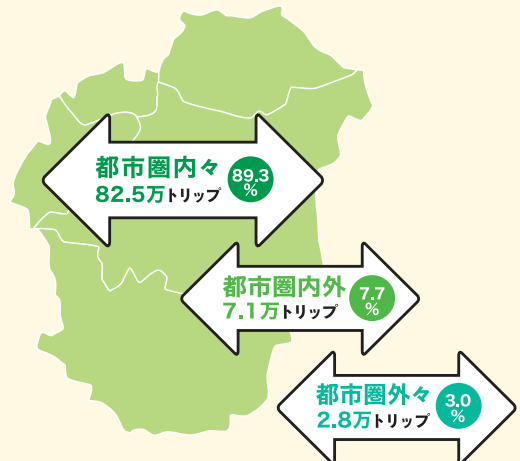 都市圏内々
82.5万トリップ
89.3
%
都市圏内外
7.1万トリップ
7.7
%
都市圏外々
2.8万トリップ
3.0
%